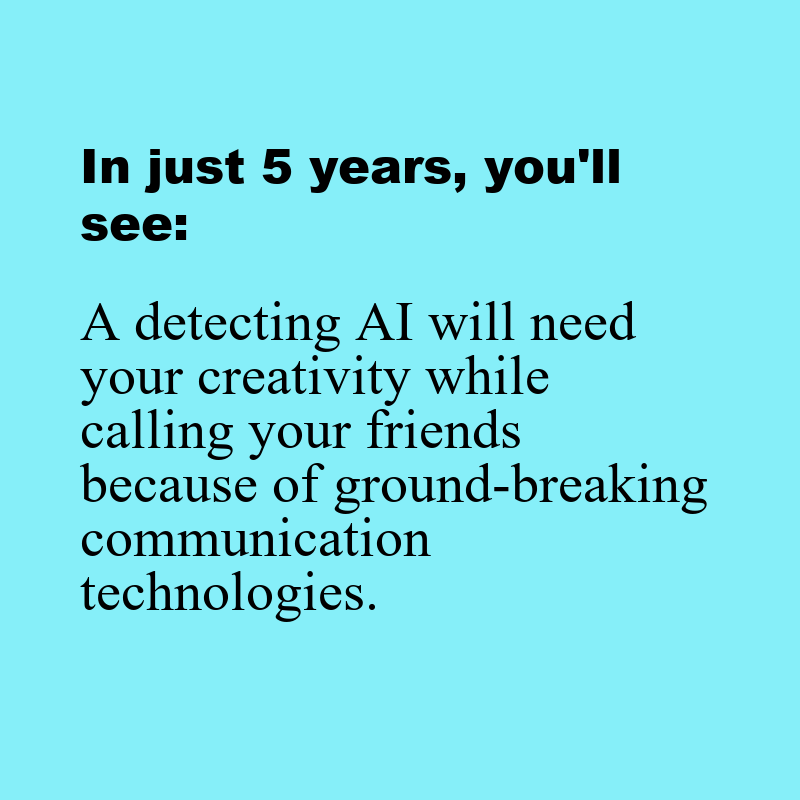 In just 5 years, you'll
see:
A detecting AI will need
your creativity while
calling your friends
because of ground-breaking
communication
technologies.